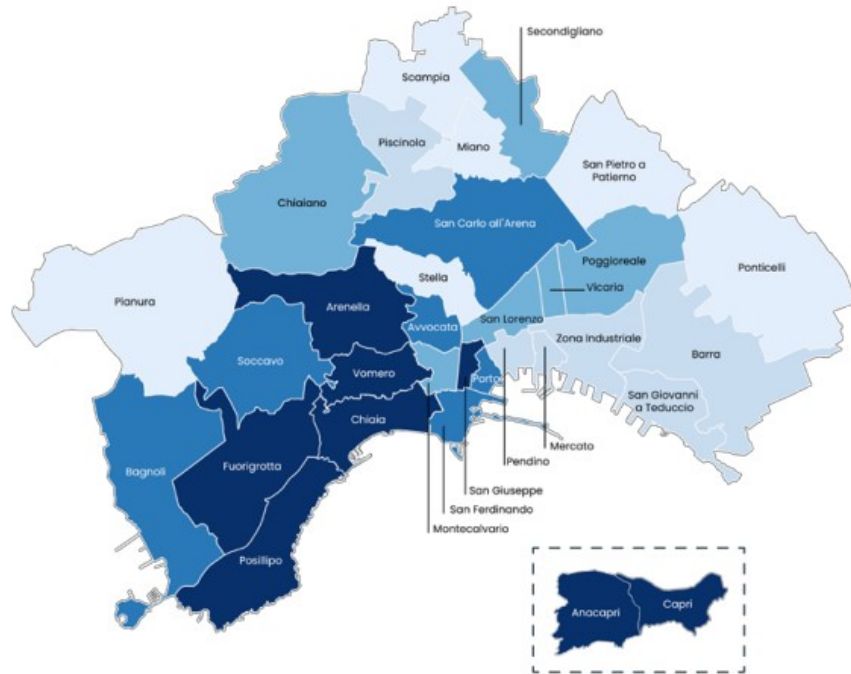 Secondigliano
Scampia
Piscinola
Miano
San Pietro a
Patierno
Chiaiano
San Carlo all'Arena
Poggioreale
Ponticelli
Stella
Vicaria
Pianura
Arenella
Avvocata
San Lorenzo
Zona Industriale
Barra
Soccavo
Vomero
Porto
San Giovanni
a Teduccio
Chiaia
Mercato
Bagnoli
Fuorigrotta
Pendino
San Giuseppe
San Ferdinando
Montecalvario
Posillipo
Anacapri
Capri